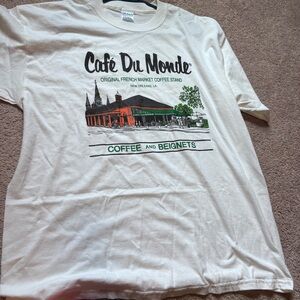 Café Du Monde
ORIGINAL FRENCH MARKET COFFEE STAND
NEW ORLEANS, LA
COFFEE AND BEIGNETS